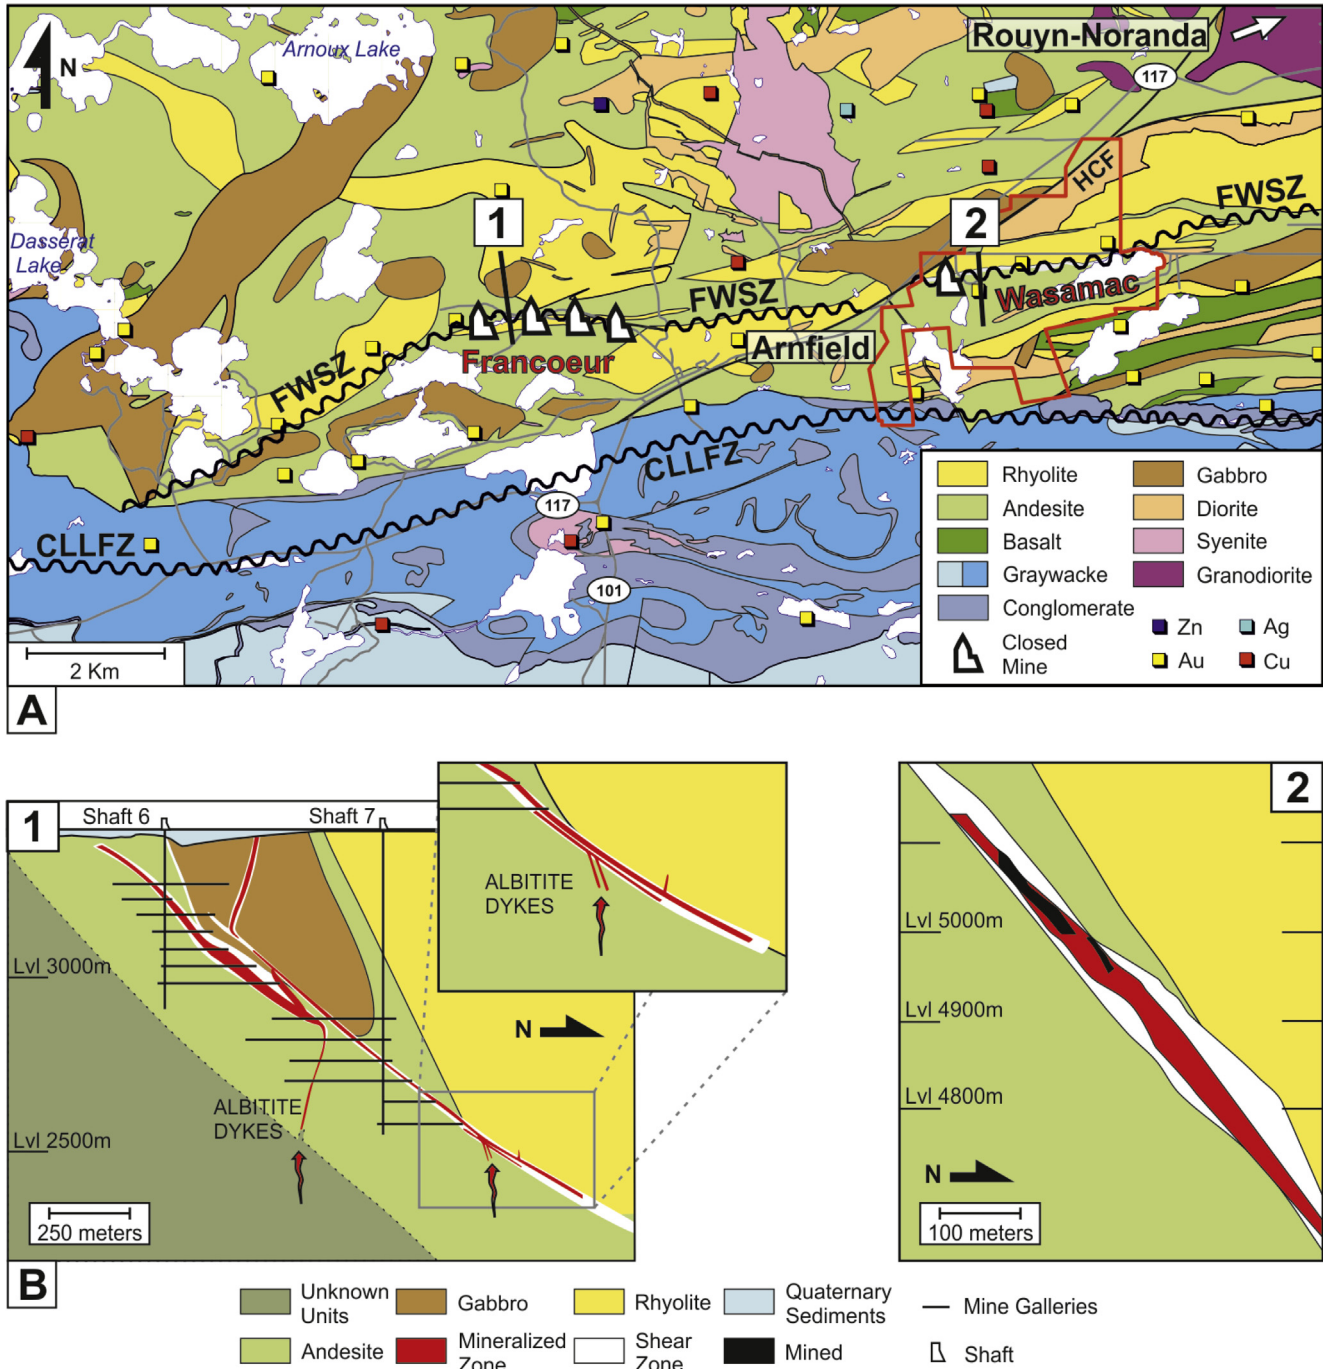 Arnoux Lake
Rouyn-Noranda
N
117
HCF
1
2
FWSZ
Dasserat
Lake
FWSZ
Wasamac
Arnfield
Francoeur
FWSZ
CLLFZ
117
CLLFZ
101
2 Km
Rhyolite
Andesite
Basalt
Graywacke
Conglomerate
Closed
Mine
Gabbro
Diorite
Syenite
Granodiorite
Zn
Ag
Au
Cu
A
1
Shaft 6
Shaft 7
ALBITITE
DYKES
Lvl 3000m
N
ALBITITE
DYKES
Lvl 2500m
250 meters
2
Lvl 5000m
Lvl 4900m
Lvl 4800m
N
100 meters
B
Unknown
Units
Gabbro
Rhyolite
Quaternary
Sediments
Mine Galleries
Andesite
Mineralized
Zone
Shear
Zone
Mined
Shaft